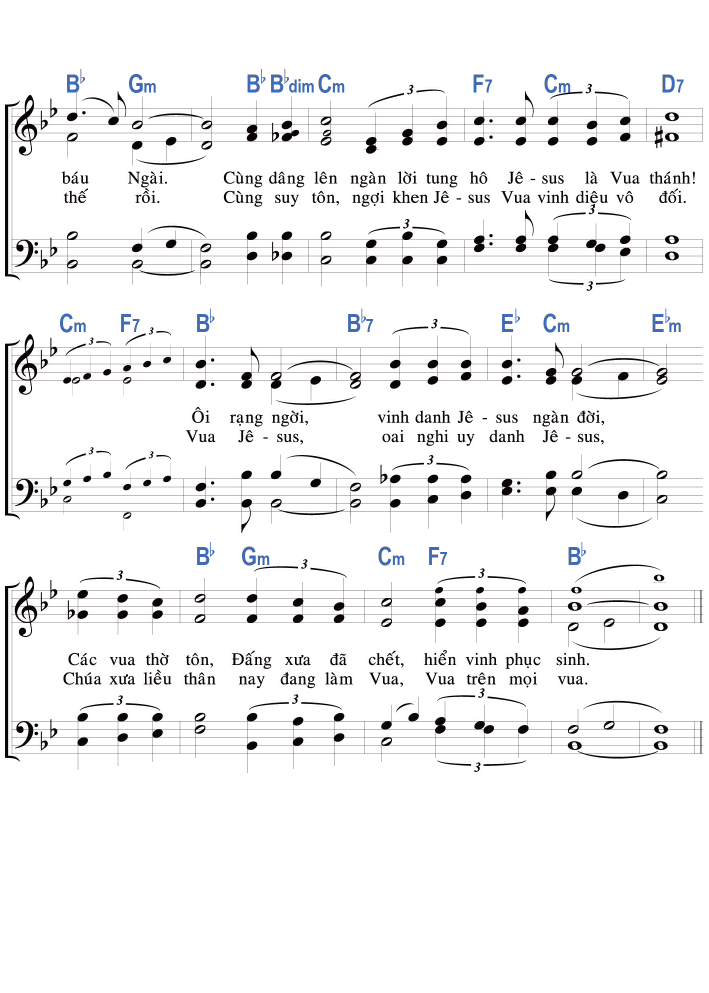 B♭ Gm B♭ B♭dim Cm F7 Cm D7
3 3
báu Ngài. Cùng dâng lên ngàn lời tung hô Jê - sus là Vua thánh!
thế rồi. Cùng suy tôn, ngợi khen Jê - sus Vua vinh diệu vô đối.
3 3
Cm F7 B♭ B♭7 E♭ Cm E♭m
3 3 3
Ôi rạng ngời, vinh danh Jê - sus ngàn đời,
Vua Jê - sus, oai nghi uy danh Jê - sus,
3 3 3
B♭ Gm Cm F7 B♭
3 3 3
Các vua thờ tôn, Đấng xưa đã chết, hiển vinh phục sinh.
Chúa xưa liều thân nay đang làm Vua, Vua trên mọi vua.
3 3 3
3